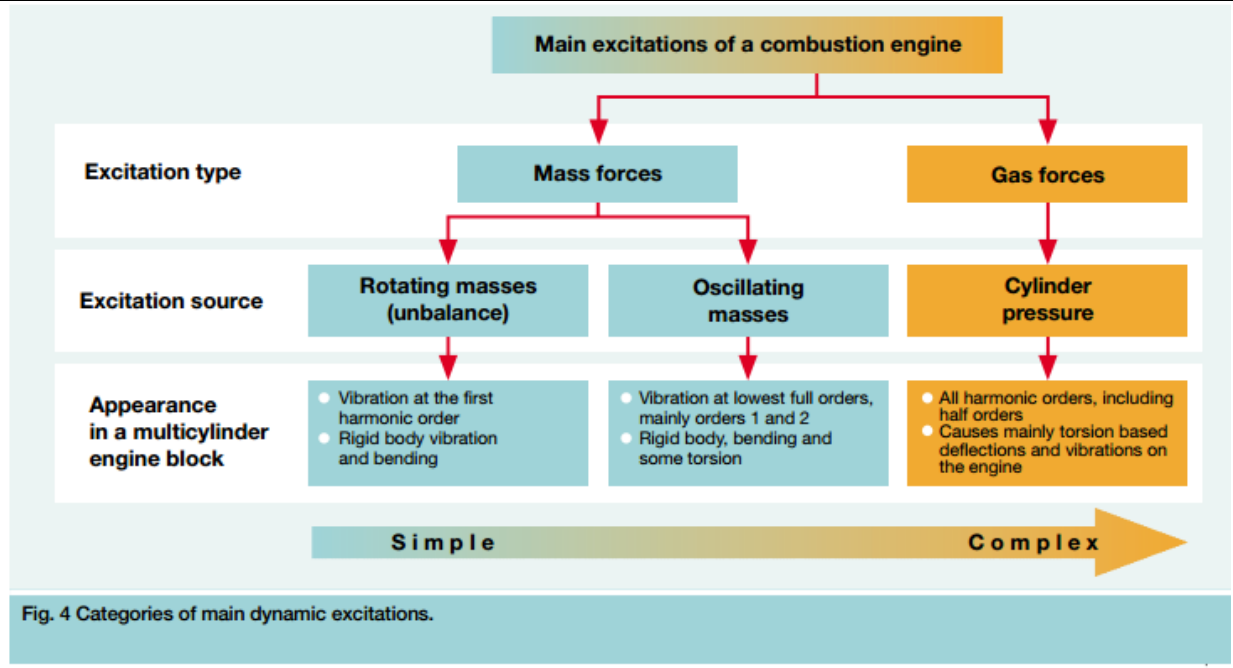 Main excitations of a combustion engine
Excitation type
Mass forces
Gas forces
Excitation source
Rotating masses
(unbalance)
Oscillating
masses
Cylinder
pressure
Appearance
in a multicylinder
engine block
Vibration at the first
harmonic order
Rigid body vibration
and bending
Vibration at lowest full orders,
mainly orders 1 and 2
Rigid body, bending and
some torsion
All harmonic orders, including
half orders
Causes mainly torsion based
deflections and vibrations on
the engine
Simple
Complex
Fig. 4 Categories of main dynamic excitations.